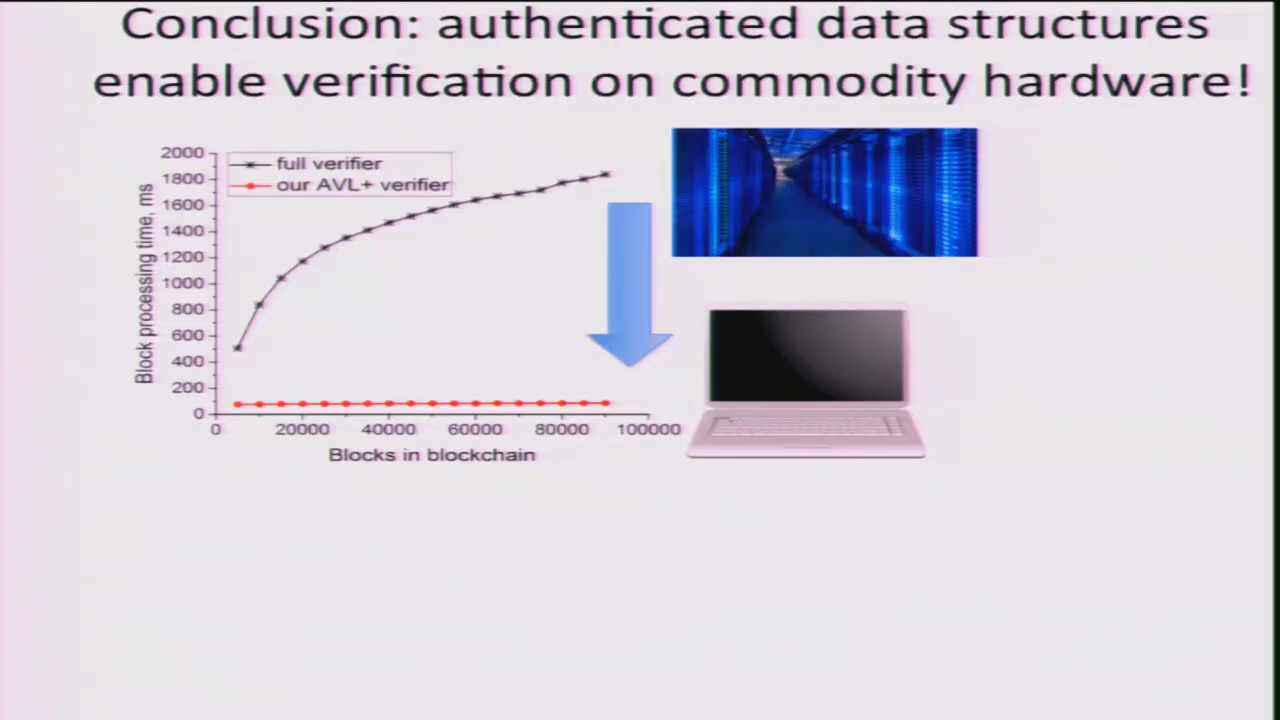 Conclusion: authenticated data structures
enable verification on commodity hardware!
full verifier
our AVL+ verifier
Block processing time, ms
2000
1800
1600
1400
1200
1000
800
600
400
200
0
0 20000 40000 60000 80000 100000
Blocks in blockchain